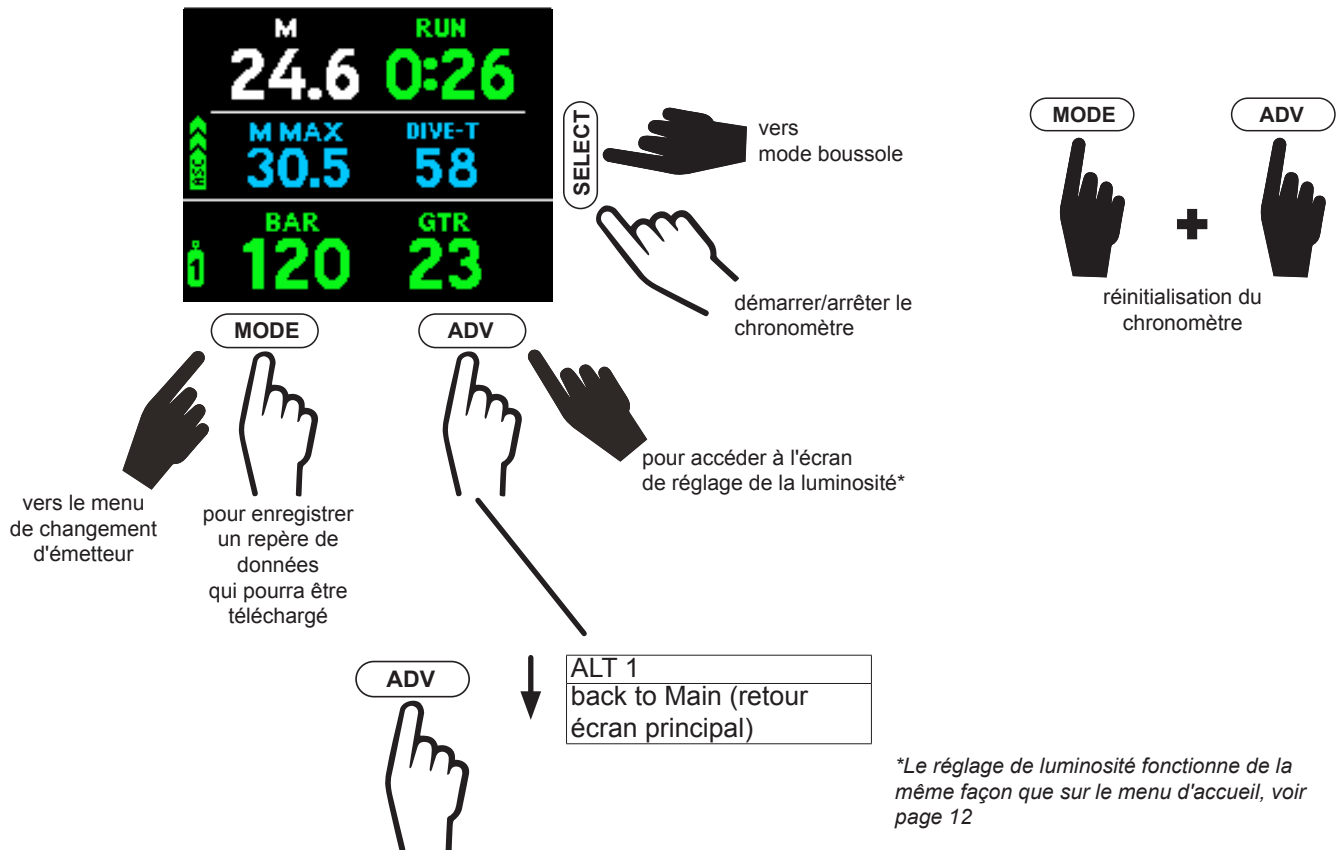 M RUN
24.6 0:26
M MAX DIVE-T
30.5 58
ASC
BAR GTR
120 23
1
SELECT
vers
mode boussole
démarrer/arrêter le
chronomètre
MODE ADV
réinitialisation du
chronomètre
MODE ADV
vers le menu
de changement
d'émetteur
pour enregistrer
un repère de
données
qui pourra être
téléchargé
pour accéder à l'écran
de réglage de la luminosité*
ADV
ALT 1
back to Main (retour
écran principal)
*Le réglage de luminosité fonctionne de la
même façon que sur le menu d'accueil, voir
page 12